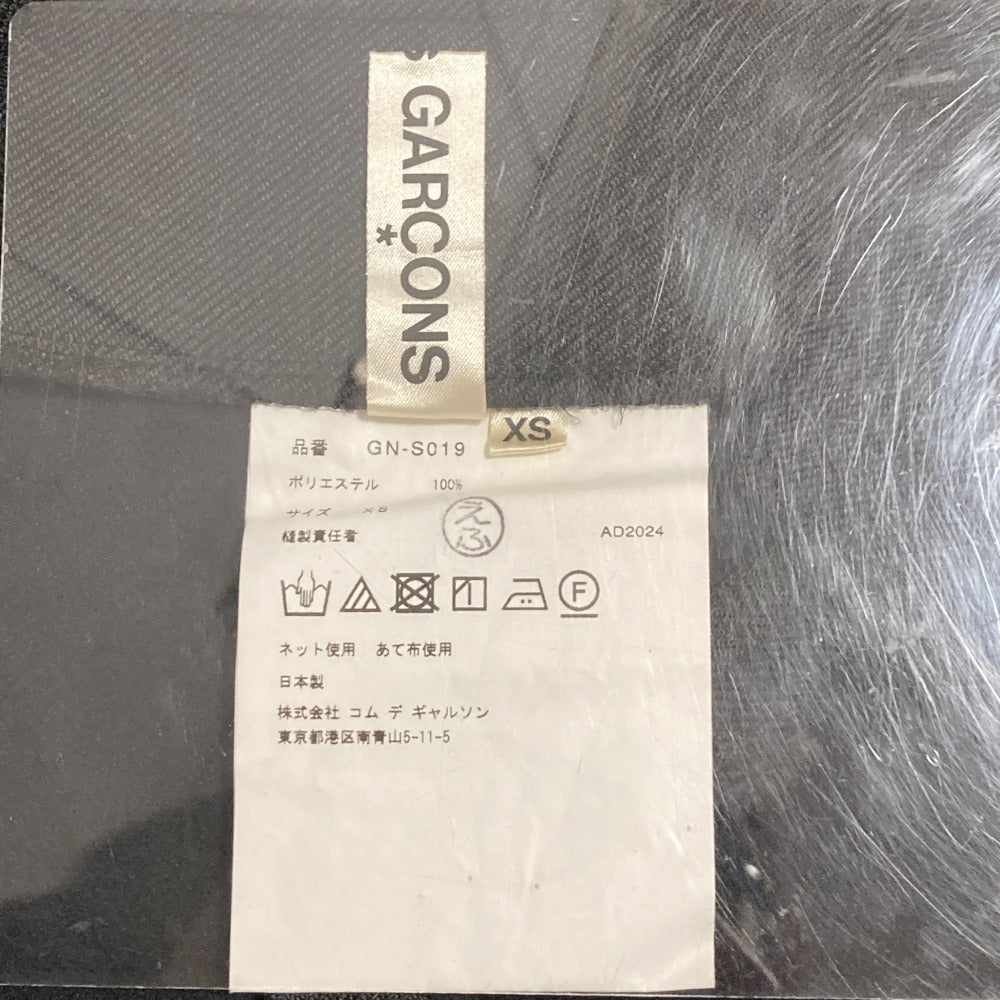 S GARÇONS
XS
品番 GN-S019
ポリエステル 100%
サイズ XS
縫製責任者 えふ AD2024
F
ネット使用 あて布使用
日本製
株式会社 コム デ ギャルソン
東京都港区南青山5-11-5